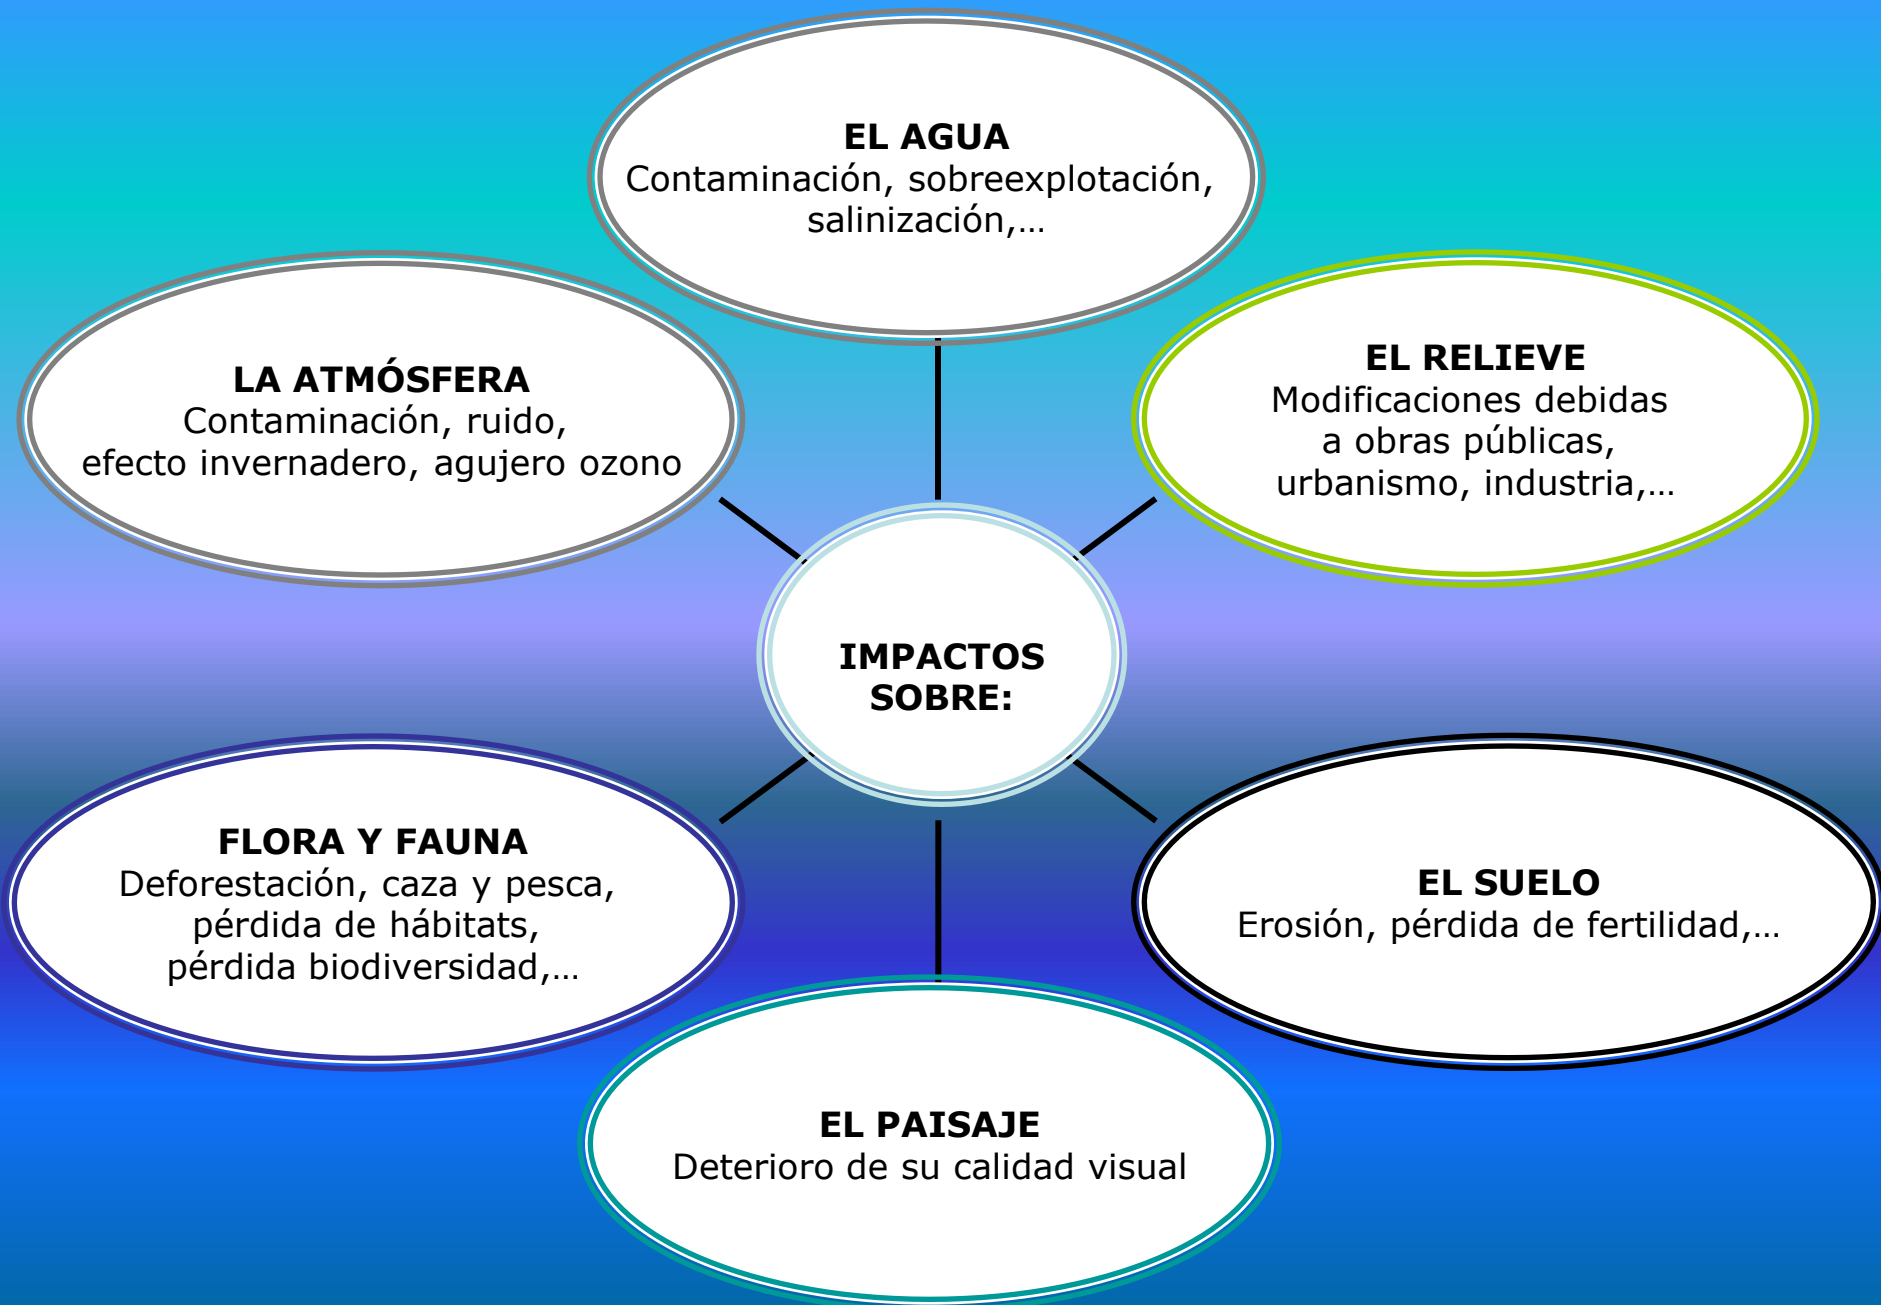 EL AGUA
Contaminación, sobreexplotación,
salinización,...
LA ATMÓSFERA
Contaminación, ruido,
efecto invernadero, agujero ozono
EL RELIEVE
Modificaciones debidas
a obras públicas,
urbanismo, industria,...
IMPACTOS
SOBRE:
FLORA Y FAUNA
Deforestación, caza y pesca,
pérdida de hábitats,
pérdida biodiversidad,...
EL SUELO
Erosión, pérdida de fertilidad,...
EL PAISAJE
Deterioro de su calidad visual